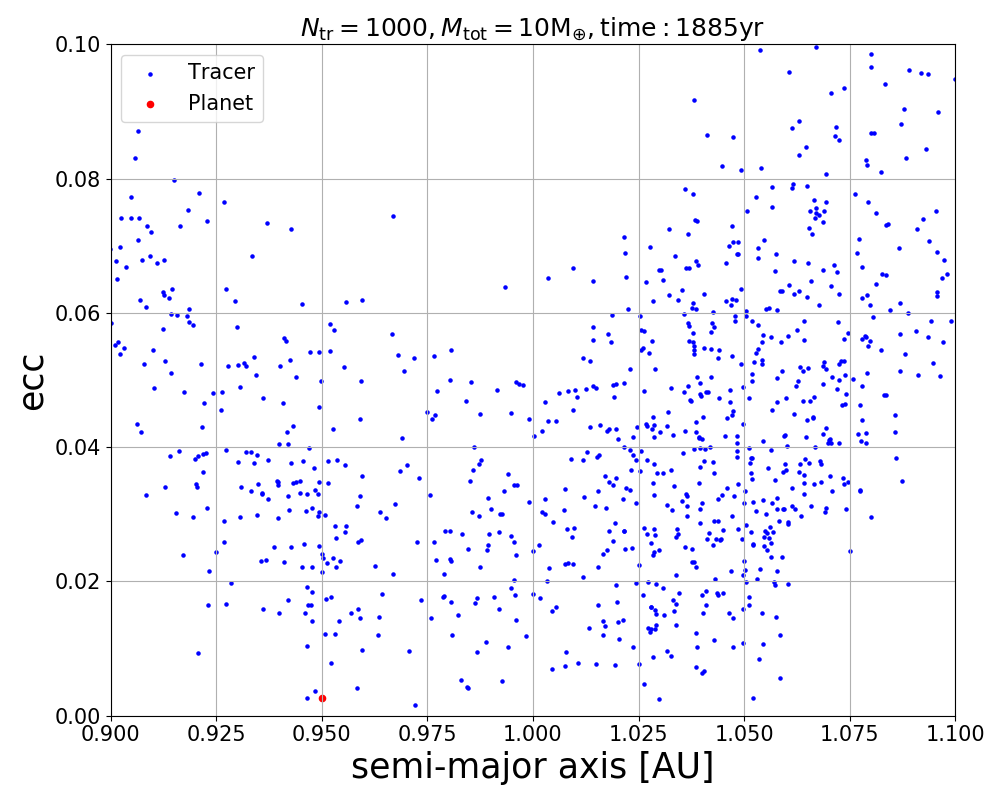 N_tr = 1000, M_tot = 10M_⊕, time : 1885yr
0.10
Tracer
Planet
0.08
0.06
ecc
0.04
0.02
0.00
0.900 0.925 0.950 0.975 1.000 1.025 1.050 1.075 1.100
semi-major axis [AU]